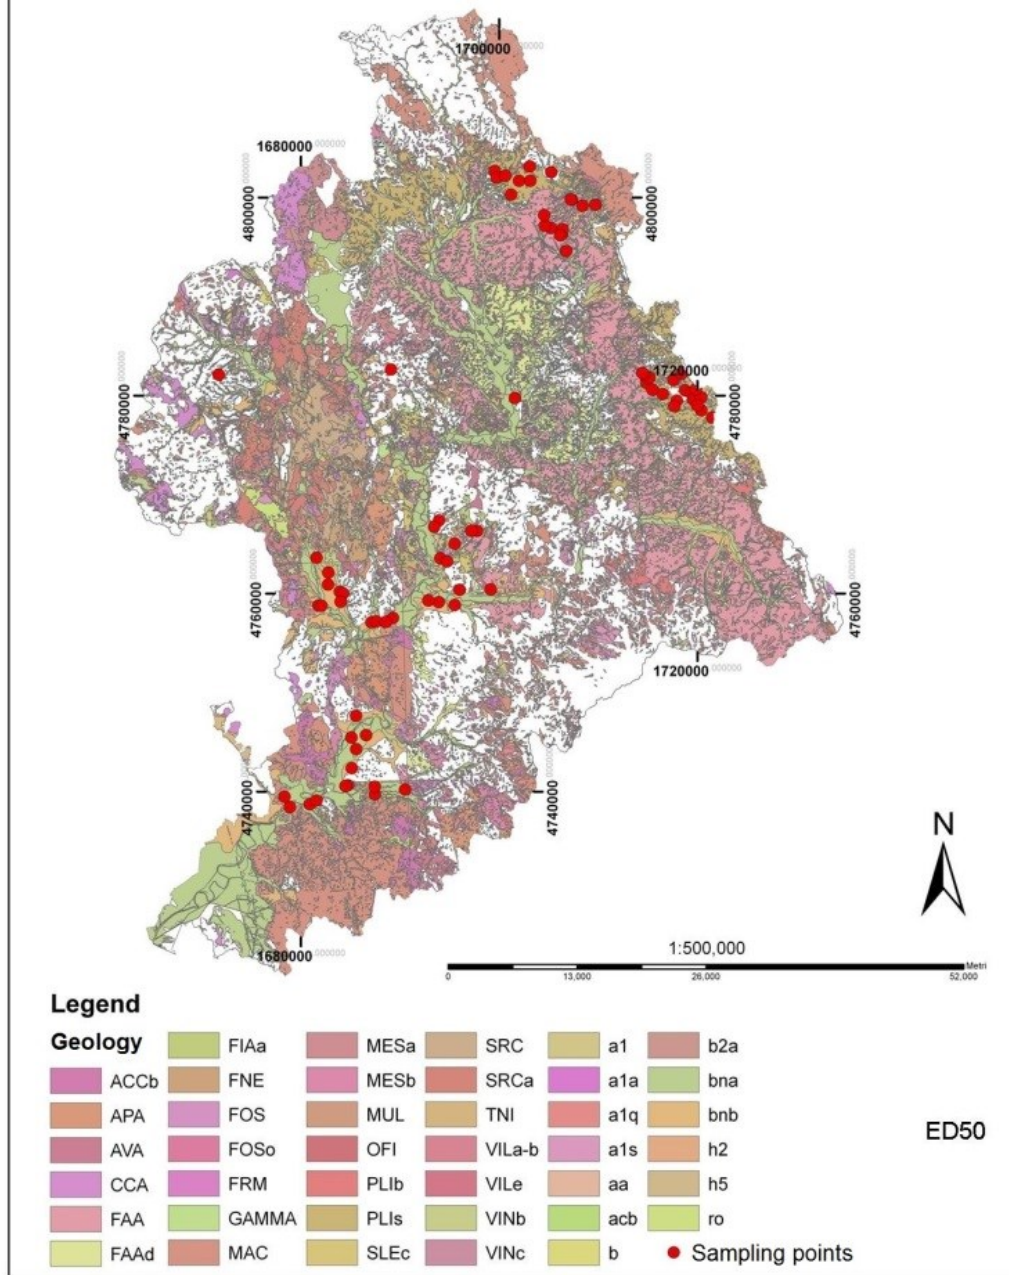 1700000
1680000
4800000
4800000
1720000
4780000
4780000
4760000
4760000
1720000
4740000
4740000
1680000
N
1:500,000
Metri
0 13,000 26,000 52,000
Legend
Geology
ACCb
APA
AVA
CCA
FAA
FAAd
FIAa
FNE
FOS
FOSo
FRM
GAMMA
MAC
MESa
MESb
MUL
OFI
PLIb
PLIs
SLEc
SRC
SRCa
TNI
VILa-b
VILe
VINb
VINc
a1
a1a
a1q
a1s
aa
acb
b
b2a
bna
bnb
h2
h5
ro
Sampling points
ED50